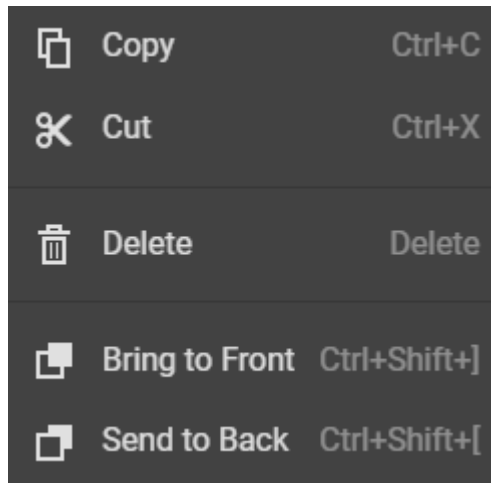 Copy Ctrl+C
Cut Ctrl+X
Delete Delete
Bring to Front Ctrl+Shift+]
Send to Back Ctrl+Shift+[